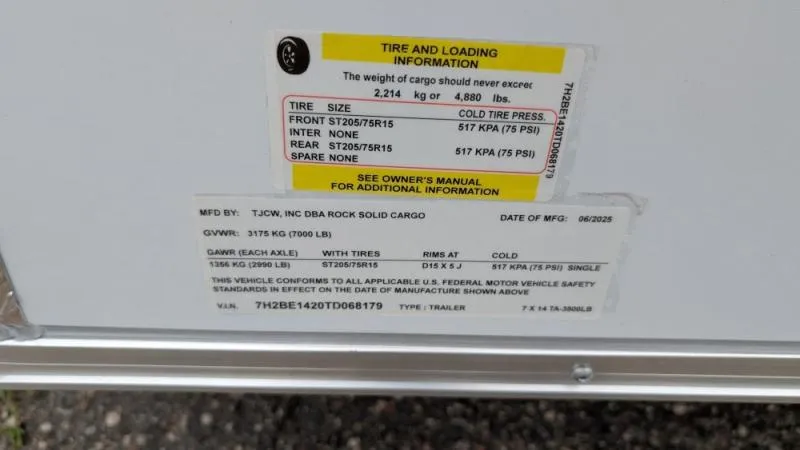 TIRE AND LOADING
INFORMATION
The weight of cargo should never exceed
2,214 kg or 4,880 lbs.
TIRE SIZE COLD TIRE PRESS.
FRONT ST205/75R15 517 KPA (75 PSI)
INTER NONE
REAR ST205/75R15 517 KPA (75 PSI)
SPARE NONE
SEE OWNER'S MANUAL
FOR ADDITIONAL INFORMATION
7H2BE1420TD068179
MFD BY: TJCW, INC DBA ROCK SOLID CARGO DATE OF MFG: 06/2025
GVWR: 3175 KG (7000 LB)
GAWR (EACH AXLE) WITH TIRES RIMS AT COLD
1356 KG (2990 LB) ST205/75R15 D15 X 5 J 517 KPA (75 PSI) SINGLE
THIS VEHICLE CONFORMS TO ALL APPLICABLE U.S. FEDERAL MOTOR VEHICLE SAFETY
STANDARDS IN EFFECT ON THE DATE OF MANUFACTURE SHOWN ABOVE
V.I.N. 7H2BE1420TD068179 TYPE : TRAILER 7 X 14 TA-3500LB